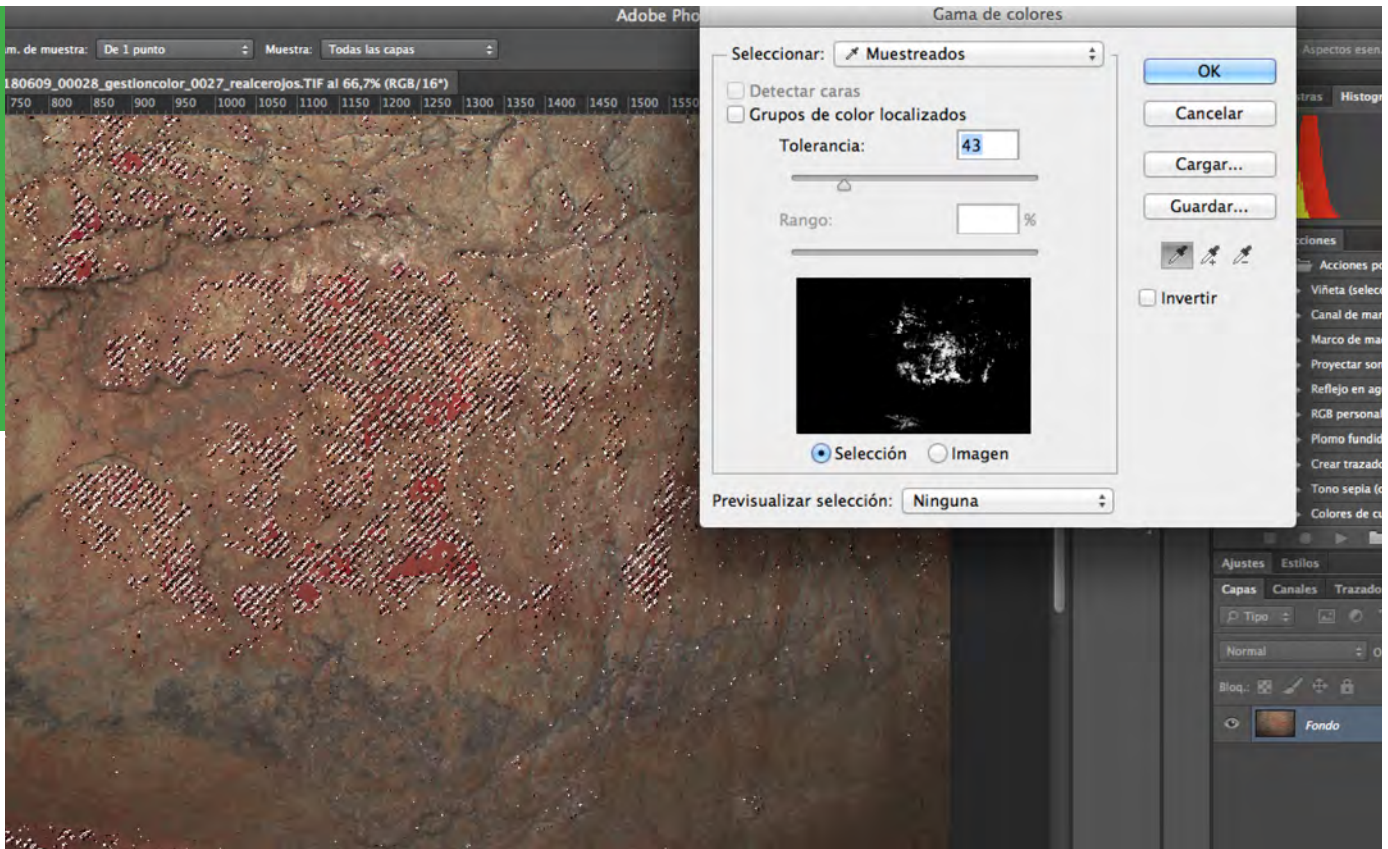 Adobe Pho
Gama de colores
m. de muestra: De 1 punto Muestra: Todas las capas
Aspectos esen
180609_00028_gestioncolor_0027_realcerojos.TIF al 66,7% (RGB/16*)
750 800 850 900 950 1000 1050 1100 1150 1200 1250 1300 1350 1400 1450 1500 1550
Seleccionar: Muestreados
Detectar caras
Grupos de color localizados
Tolerancia: 43
Rango: %
Selección Imagen
Previsualizar selección: Ninguna
OK
Cancelar
Cargar...
Guardar...
Invertir
stras Histogr
ciones
Acciones po
Viñeta (selecc
Canal de mar
Marco de ma
Proyectar som
Reflejo en ag
RGB personal
Plomo fundid
Crear trazado
Tono sepia (c
Colores de cu
Ajustes Estilos
Capas Canales Trazado
Tipo
Normal
Bloq.:
Fondo